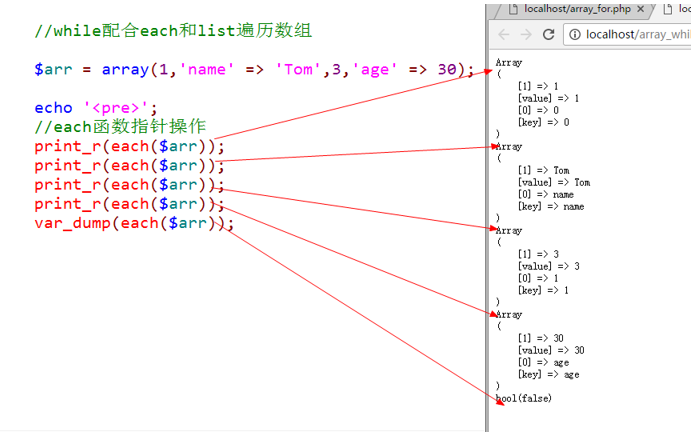 //while配合each和list遍历数组
$arr = array(1,'name' => 'Tom',3,'age' => 30);
echo '<pre>';
//each函数指针操作
print_r(each($arr));
print_r(each($arr));
print_r(each($arr));
print_r(each($arr));
var_dump(each($arr));
localhost/array_for.php
loc
localhost/array_whi
Array
(
[1] => 1
[value] => 1
[0] => 0
[key] => 0
)
Array
(
[1] => Tom
[value] => Tom
[0] => name
[key] => name
)
Array
(
[1] => 3
[value] => 3
[0] => 1
[key] => 1
)
Array
(
[1] => 30
[value] => 30
[0] => age
[key] => age
)
bool(false)